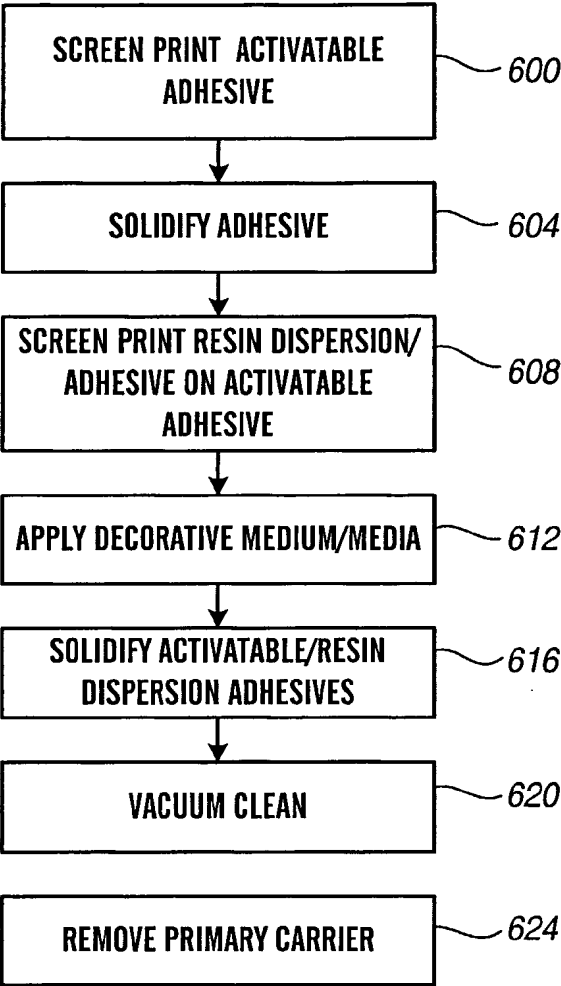 SCREEN PRINT ACTIVATABLE
ADHESIVE
600
SOLIDIFY ADHESIVE
604
SCREEN PRINT RESIN DISPERSION/
ADHESIVE ON ACTIVATABLE
ADHESIVE
608
APPLY DECORATIVE MEDIUM/MEDIA
612
SOLIDIFY ACTIVATABLE/RESIN
DISPERSION ADHESIVES
616
VACUUM CLEAN
620
REMOVE PRIMARY CARRIER
624